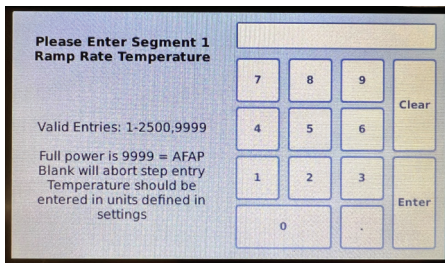 Please Enter Segment 1
Ramp Rate Temperature
Valid Entries: 1-2500,9999
Full power is 9999 = AFAP
Blank will abort step entry
Temperature should be
entered in units defined in
settings
7 8 9 Clear
4 5 6
1 2 3 Enter
0 .